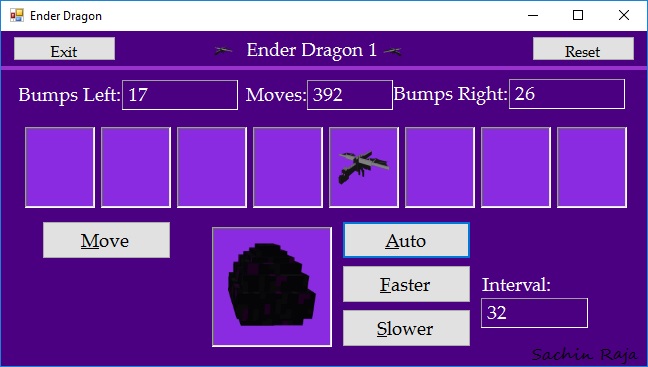 Ender Dragon
Exit
Ender Dragon 1
Reset
Bumps Left: 17
Moves: 392
Bumps Right: 26
Move
Auto
Faster
Slower
Interval:
32
Sachin Raja